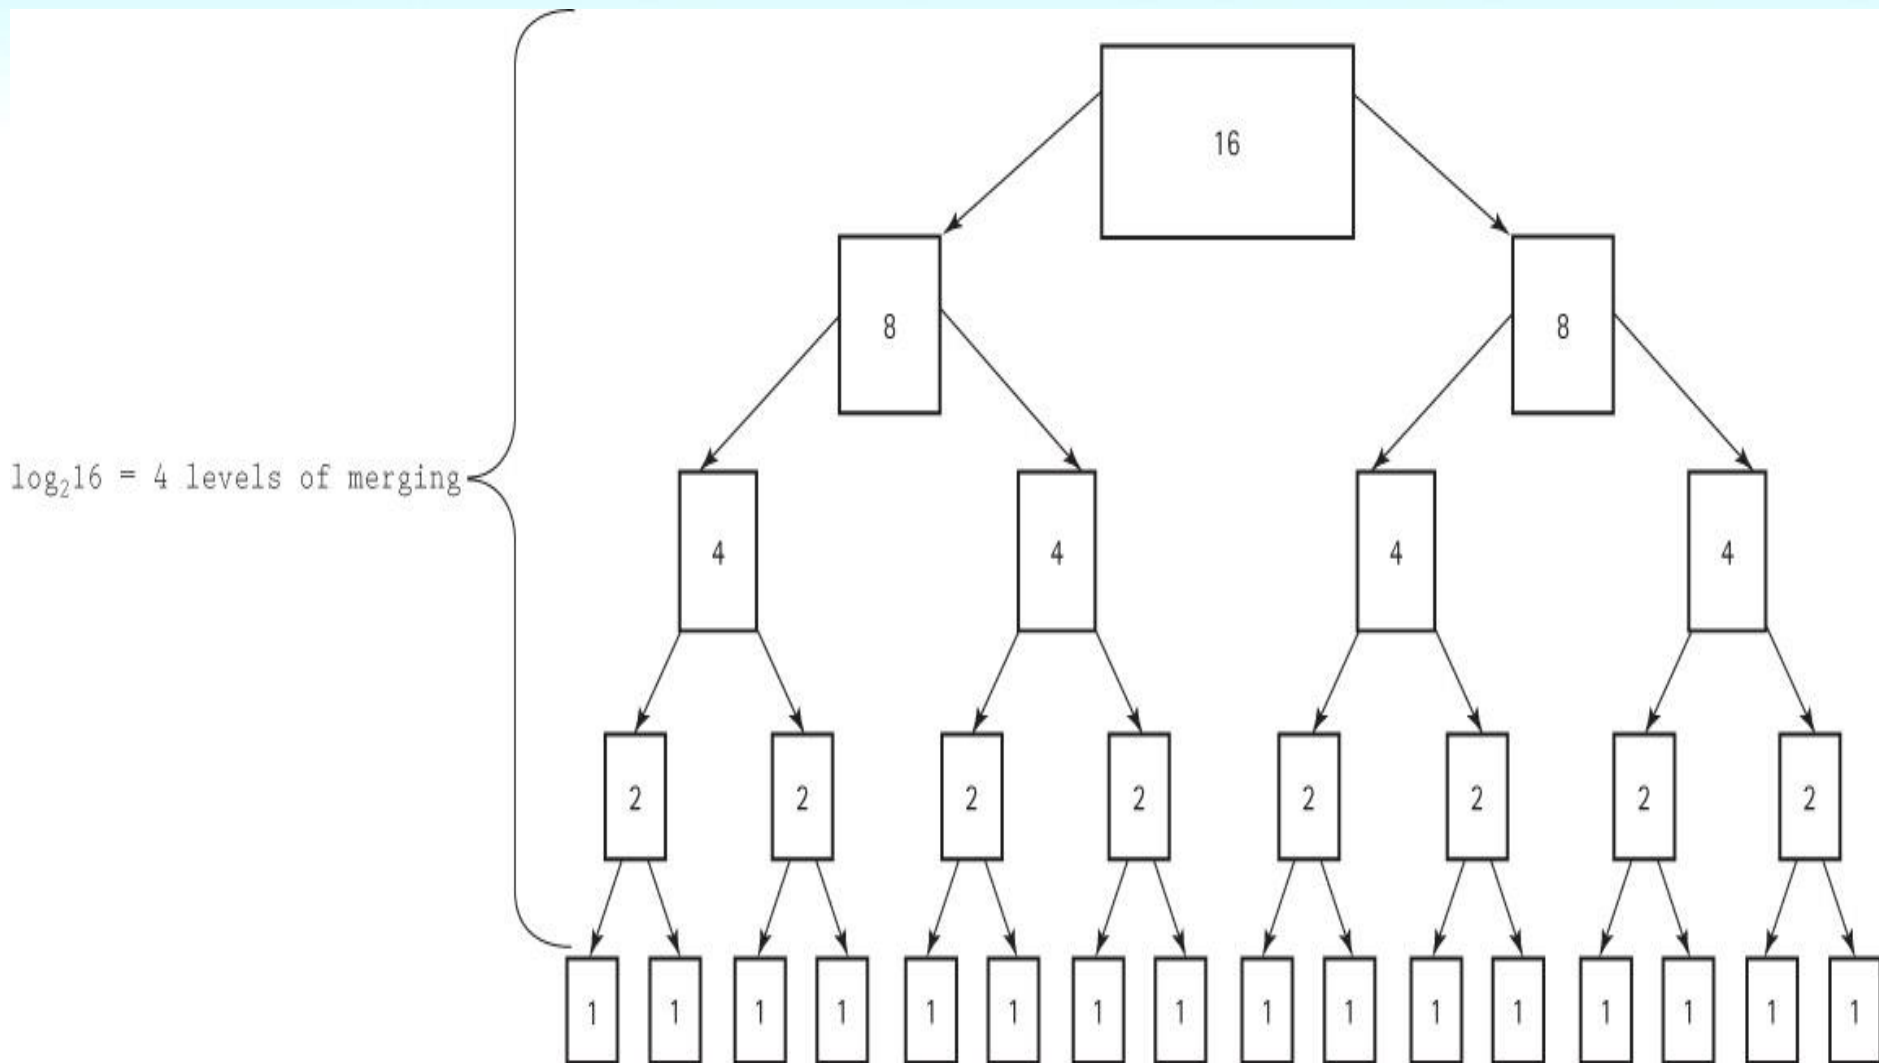 16
8 8
log₂16 = 4 levels of merging
4 4 4 4
2 2 2 2 2 2 2 2
1 1 1 1 1 1 1 1 1 1 1 1 1 1 1 1